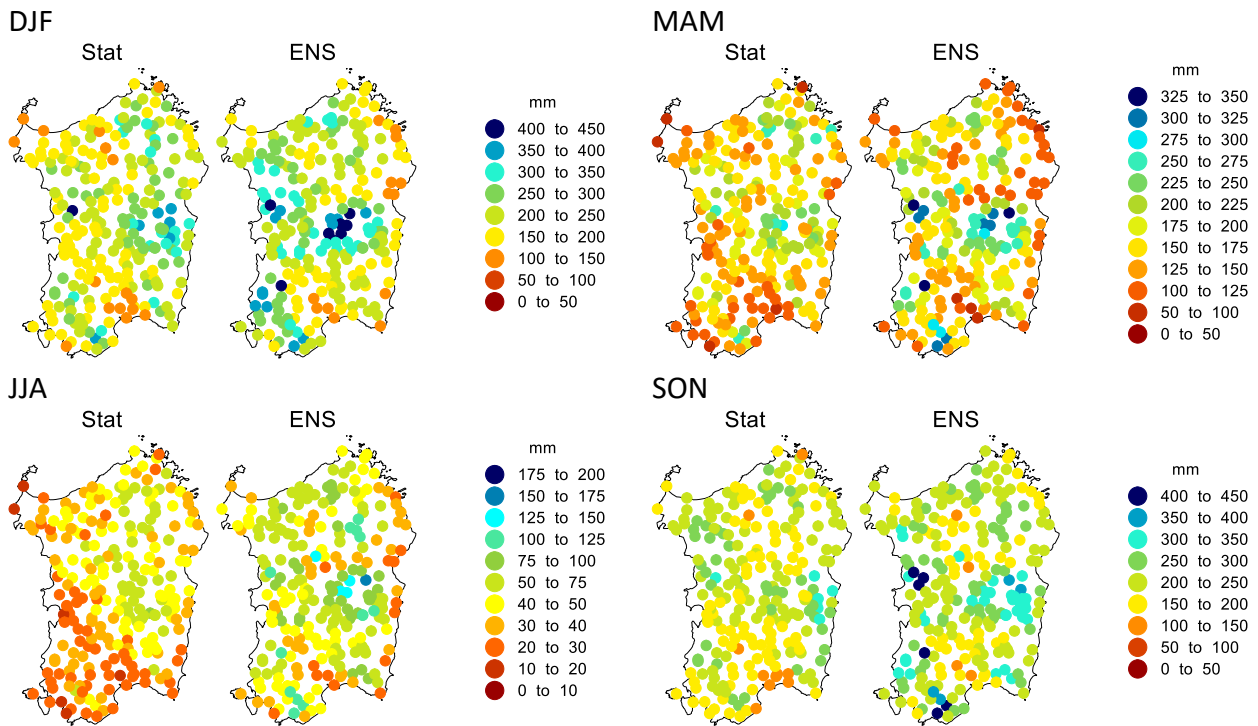 DJF
Stat
ENS
mm
400 to 450
350 to 400
300 to 350
250 to 300
200 to 250
150 to 200
100 to 150
50 to 100
0 to 50
MAM
Stat
ENS
mm
325 to 350
300 to 325
275 to 300
250 to 275
225 to 250
200 to 225
175 to 200
150 to 175
125 to 150
100 to 125
50 to 100
0 to 50
JJA
Stat
ENS
mm
175 to 200
150 to 175
125 to 150
100 to 125
75 to 100
50 to 75
40 to 50
30 to 40
20 to 30
10 to 20
0 to 10
SON
Stat
ENS
mm
400 to 450
350 to 400
300 to 350
250 to 300
200 to 250
150 to 200
100 to 150
50 to 100
0 to 50